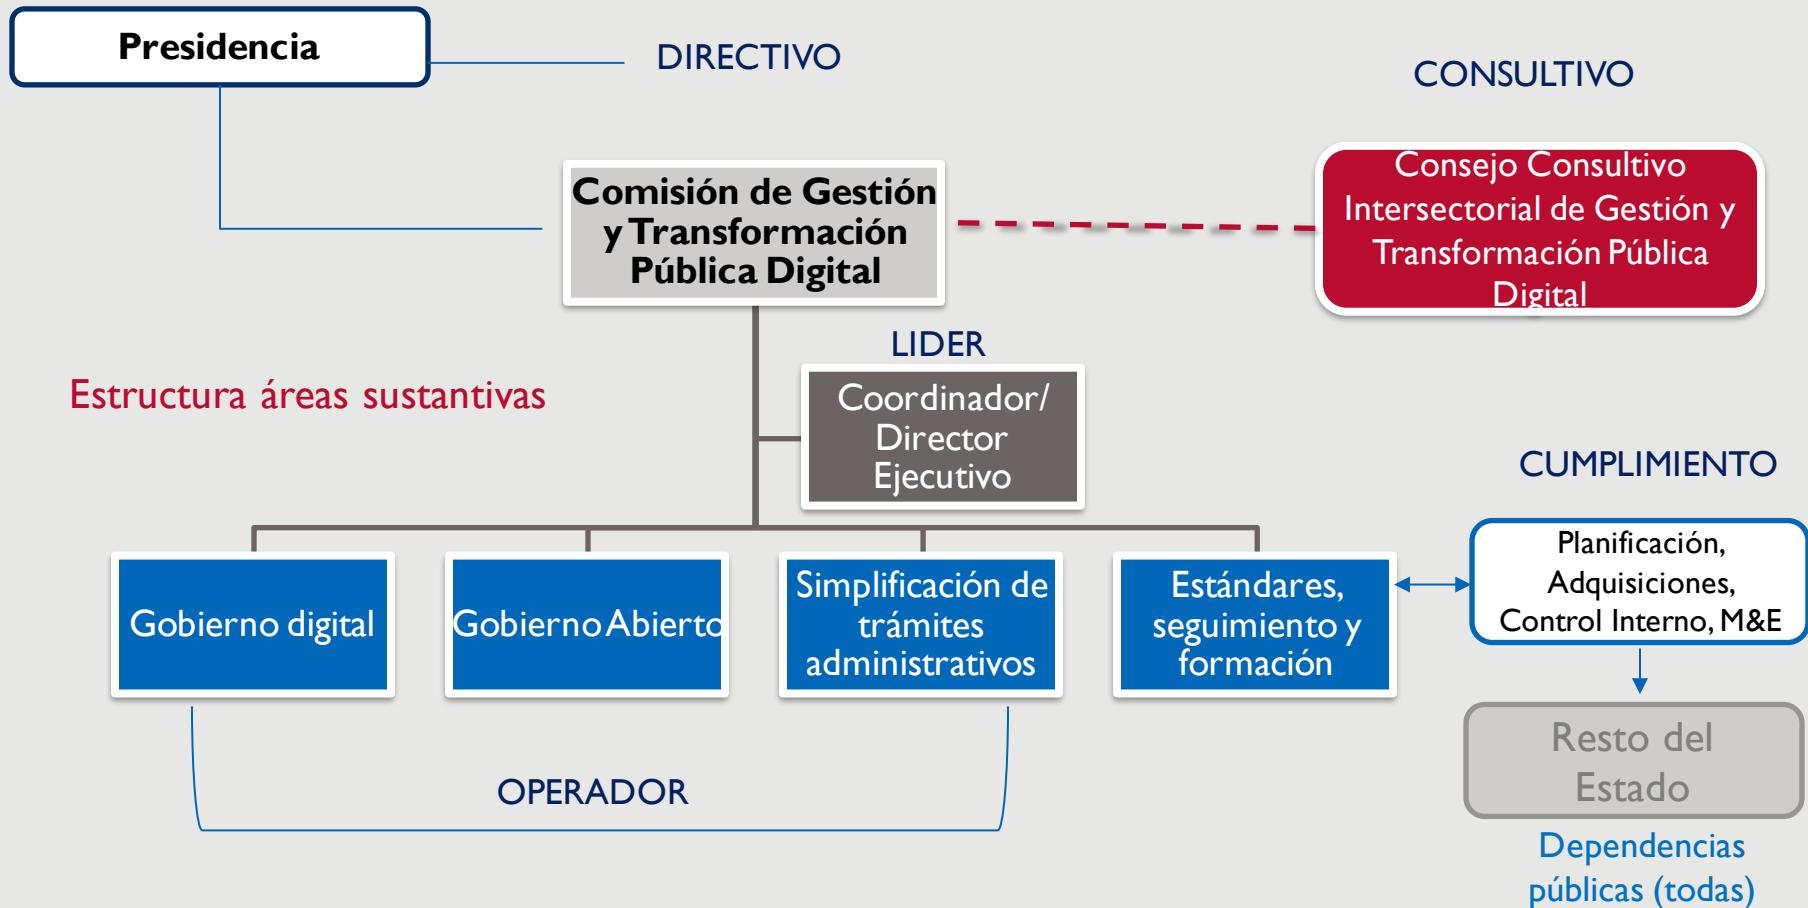 Presidencia
DIRECTIVO
CONSULTIVO
Comisión de Gestión
y Transformación
Pública Digital
Consejo Consultivo
Intersectorial de Gestión y
Transformación Pública
Digital
LIDER
Estructura áreas sustantivas
Coordinador/
Director
Ejecutivo
CUMPLIMIENTO
Gobierno digital
Gobierno Abierto
Simplificación de
trámites
administrativos
Estándares,
seguimiento y
formación
Planificación,
Adquisiciones,
Control Interno, M&E
OPERADOR
Resto del
Estado
Dependencias
públicas (todas)